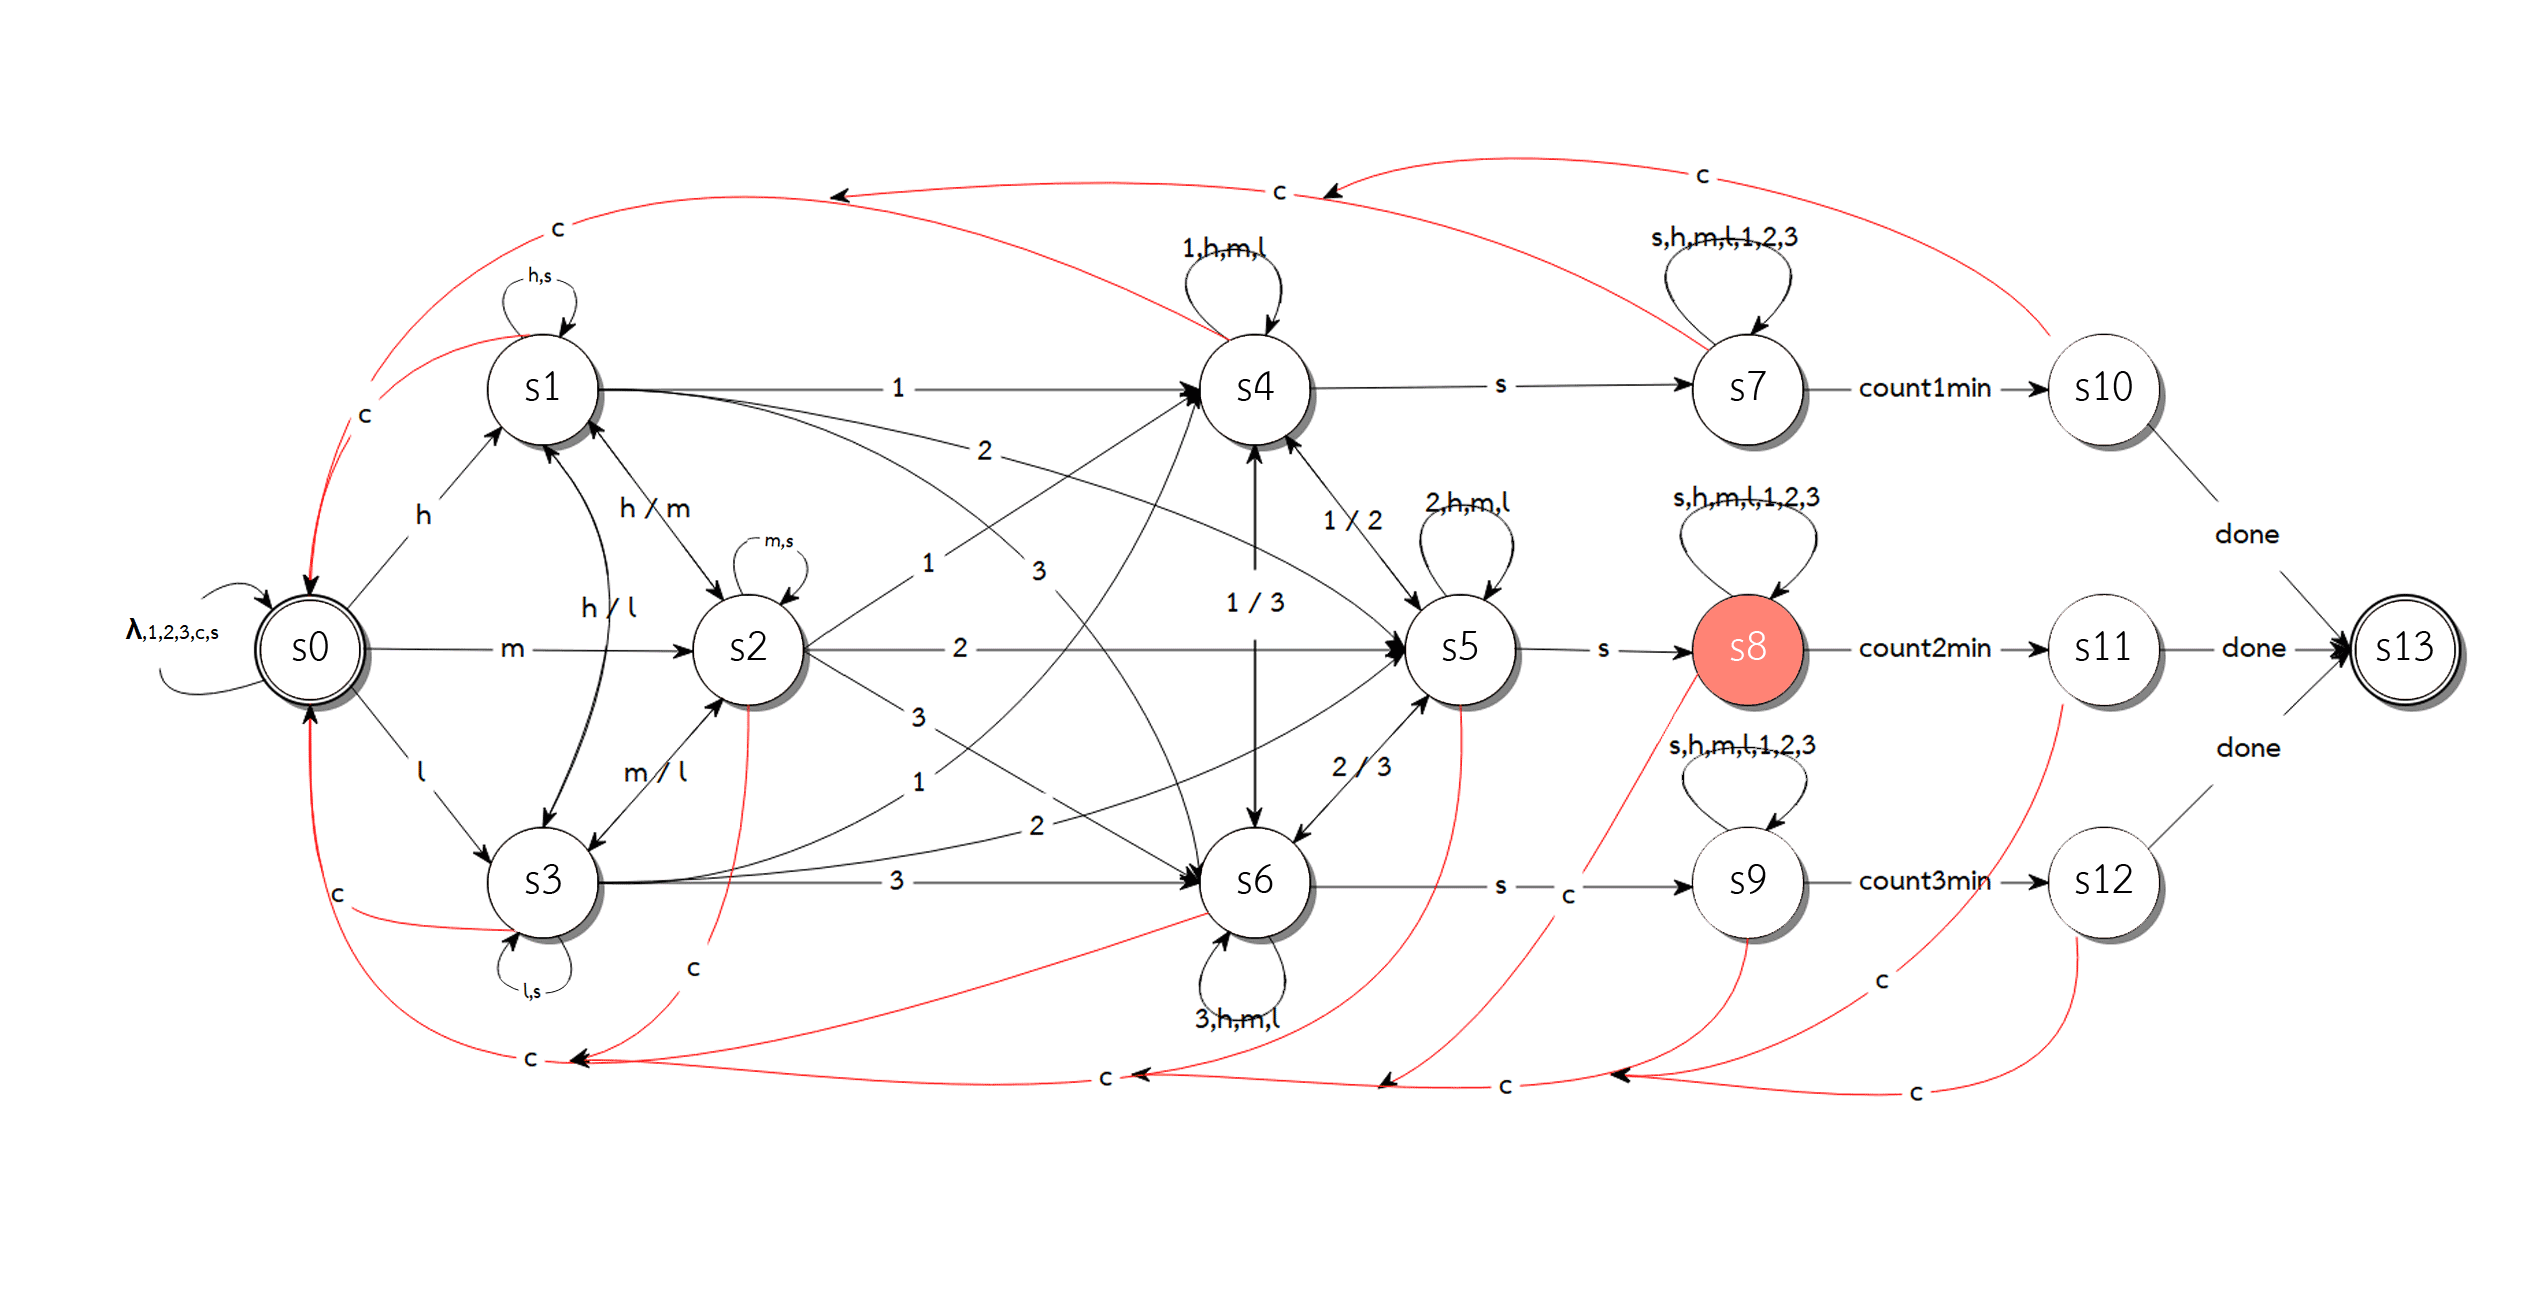 c
c
c
s,h,m,l,1,2,3
1,h,m,l
h,s
s1
1
s4
s
s7
count1min
s10
c
2
h
h / m
1 / 2
2,h,m,l
s,h,m,l,1,2,3
done
m,s
1
3
1 / 3
h / l
λ,1,2,3,c,s
s0
m
s2
2
s5
s
s8
count2min
s11
done
s13
3
l
m / l
2 / 3
s,h,m,l,1,2,3
done
1
2
c
s3
3
s6
s
c
s9
count3min
s12
c
c
l,s
3,h,m,l
c
c
c
c